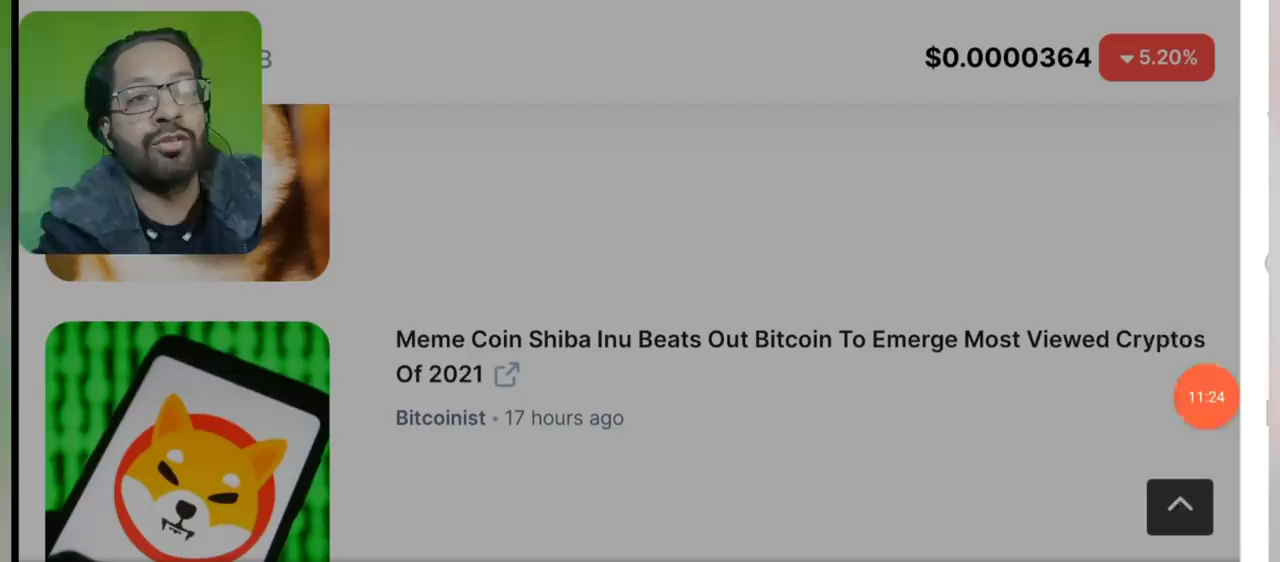 B
$0.0000364
5.20%
Meme Coin Shiba Inu Beats Out Bitcoin To Emerge Most Viewed Cryptos
Of 2021
Bitcoinist • 17 hours ago
11:24